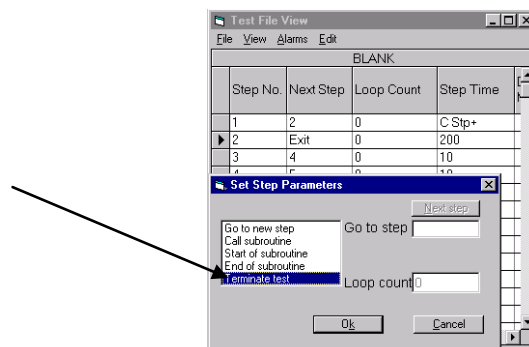 Test File View
File View Alarms Edit
BLANK
Step No. Next Step Loop Count Step Time
1 2 0 C Stp+
2 Exit 0 200
3 4 0 10
Set Step Parameters
Next step
Go to new step
Call subroutine
Start of subroutine
End of subroutine
Terminate test
Go to step
Loop count 0
Ok Cancel